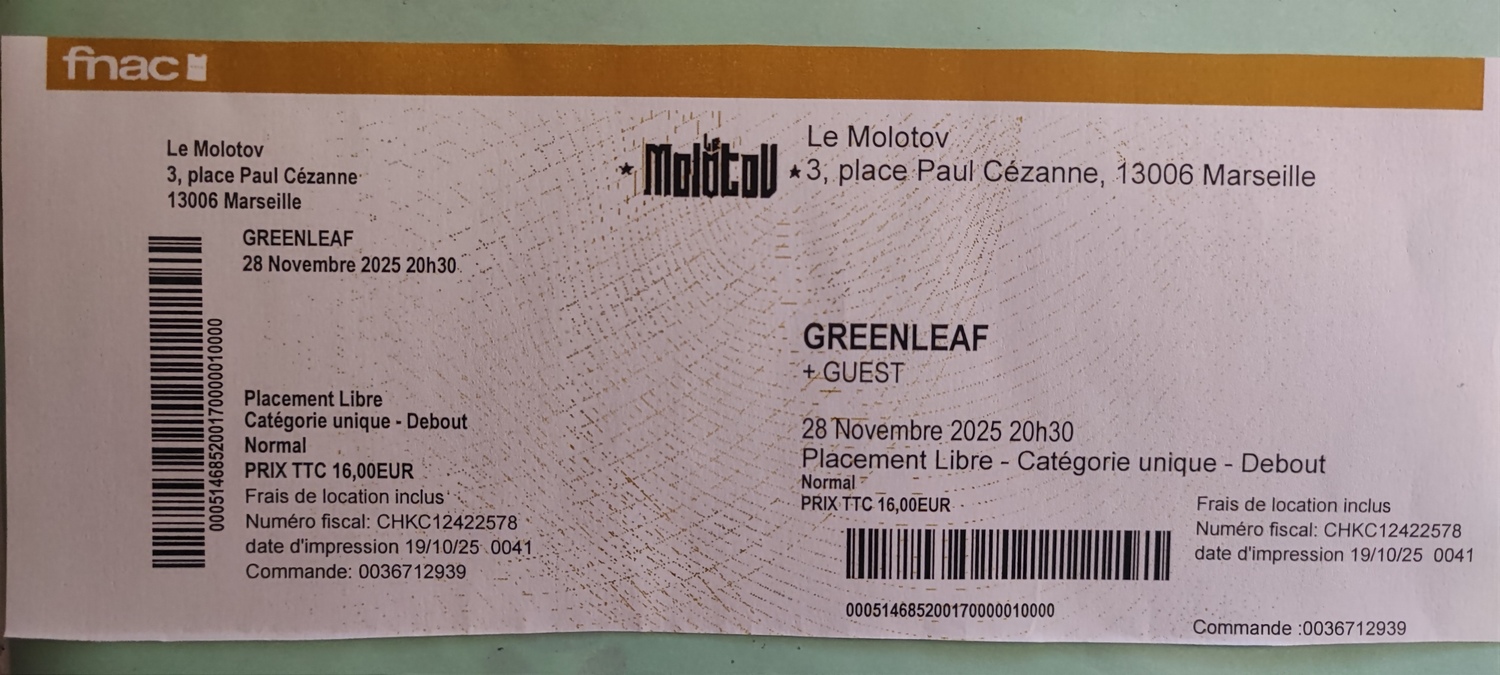 fnac
Le Molotov
3, place Paul Cézanne
13006 Marseille
GREENLEAF
28 Novembre 2025 20h30
000514685200170000010000
Placement Libre
Catégorie unique - Debout
Normal
PRIX TTC 16,00EUR
Frais de location inclus
Numéro fiscal: CHKC12422578
date d'impression 19/10/25 0041
Commande: 0036712939
LE MOLOTOV
Le Molotov
3, place Paul Cézanne, 13006 Marseille
GREENLEAF
+ GUEST
28 Novembre 2025 20h30
Placement Libre - Catégorie unique - Debout
Normal
PRIX TTC 16,00EUR
000514685200170000010000
Frais de location inclus
Numéro fiscal: CHKC12422578
date d'impression 19/10/25 0041
Commande :0036712939